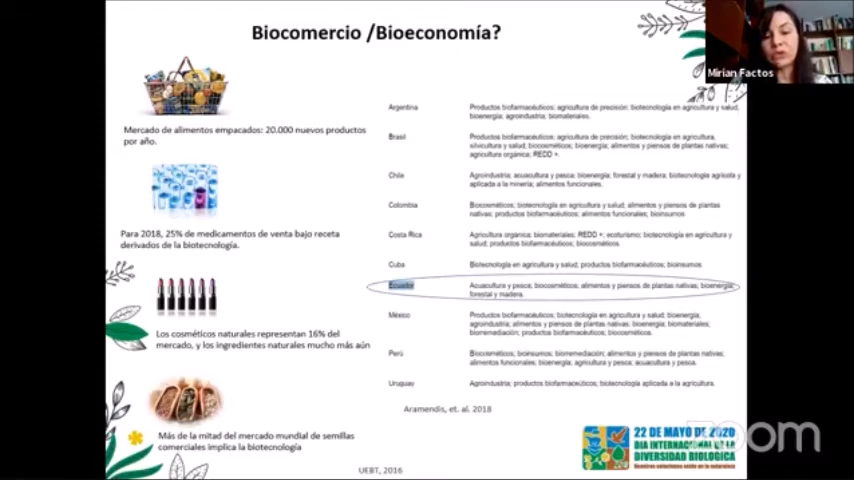 Biocomercio /Bioeconomía?
Mirian Factos
Mercado de alimentos empacados: 20.000 nuevos productos
por año.
Para 2018, 25% de medicamentos de venta bajo receta
derivados de la biotecnología.
Los cosméticos naturales representan 16% del
mercado, y los ingredientes naturales mucho más aún
Más de la mitad del mercado mundial de semillas
comerciales implica la biotecnología
UEBT, 2016
Argentina
Productos biofarmacéuticos; agricultura de precisión; biotecnología en agricultura y salud,
bioenergía; agroindustria; biomateriales.
Brasil
Productos biofarmacéuticos; agricultura de precisión; biotecnología en agricultura,
silvicultura y salud; biocosméticos; bioenergía; alimentos y piensos de plantas nativas;
agricultura orgánica; REDD +.
Chile
Agroindustria; acuacultura y pesca; bioenergía; forestal y madera; biotecnología agrícola y
aplicada a la minería; alimentos funcionales.
Colombia
Biocosméticos; biotecnología en agricultura y salud; alimentos y piensos de plantas
nativas; productos biofarmacéuticos; alimentos funcionales; bioinsumos
Costa Rica
Agricultura orgánica; biomateriales; REDD +; ecoturismo; biotecnología en agricultura y
salud; productos biofarmacéuticos; biocosméticos
Cuba
Biotecnología en agricultura y salud; productos biofarmacéuticos, bioinsumos.
Ecuador
Acuacultura y pesca; biocosméticos; alimentos y piensos de plantas nativas; bioenergía;
forestal y madera.
México
Productos biofarmacéuticos; biotecnología en agricultura y salud; bioenergía,
agroindustria; alimentos y piensos de plantas nativas; bioenergía; biomateriales;
biorremediación; productos biofarmacéuticos; biocosméticos.
Perú
Biocosméticos; bioinsumos; biorremediación; alimentos y piensos de plantas nativas;
alimentos funcionales; bioenergía; agricultura y pesca; acuacultura y pesca.
Uruguay
Agroindustria; productos biofarmacéuticos; biotecnología aplicada a la agricultura.
Aramendis, et. al. 2018
22 DE MAYO DE 2020
DIA INTERNACIONAL DE LA
DIVERSIDAD BIOLÓGICA
Nuestras soluciones están en la naturaleza
zoom